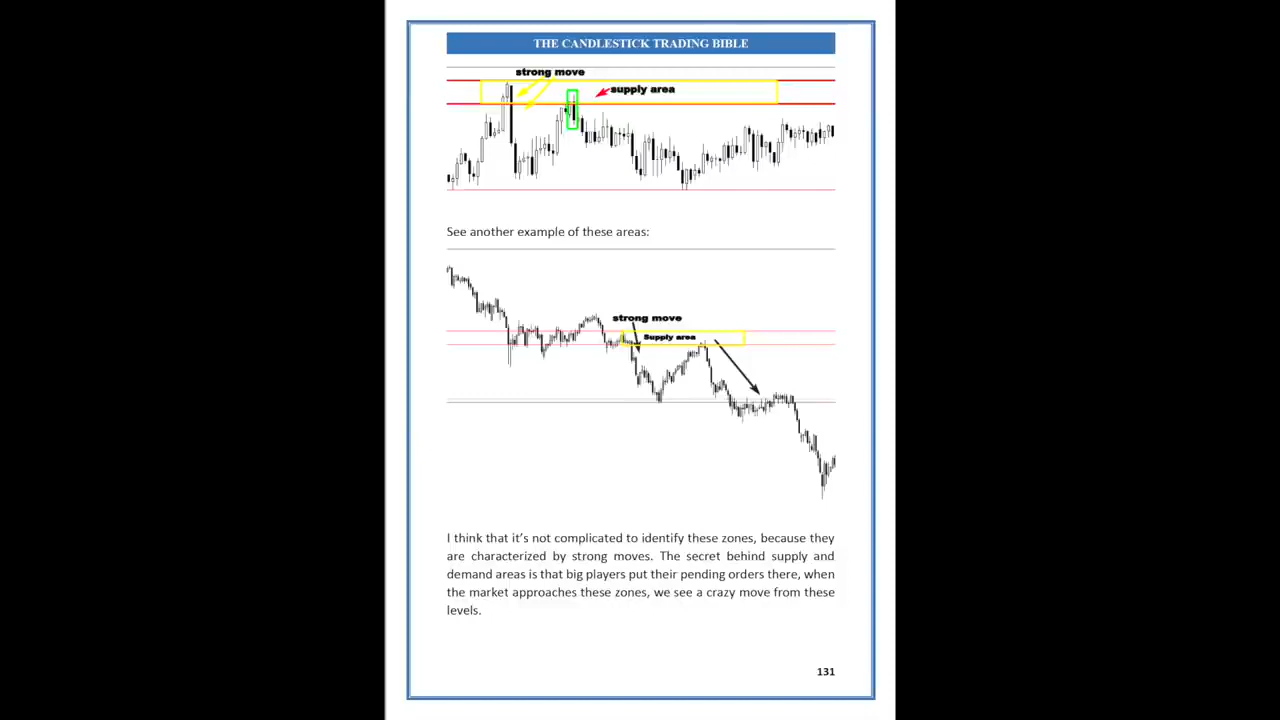 THE CANDLESTICK TRADING BIBLE
strong move
supply area
See another example of these areas:
strong move
Supply area
I think that it’s not complicated to identify these zones, because they
are characterized by strong moves. The secret behind supply and
demand areas is that big players put their pending orders there, when
the market approaches these zones, we see a crazy move from these
levels.
131